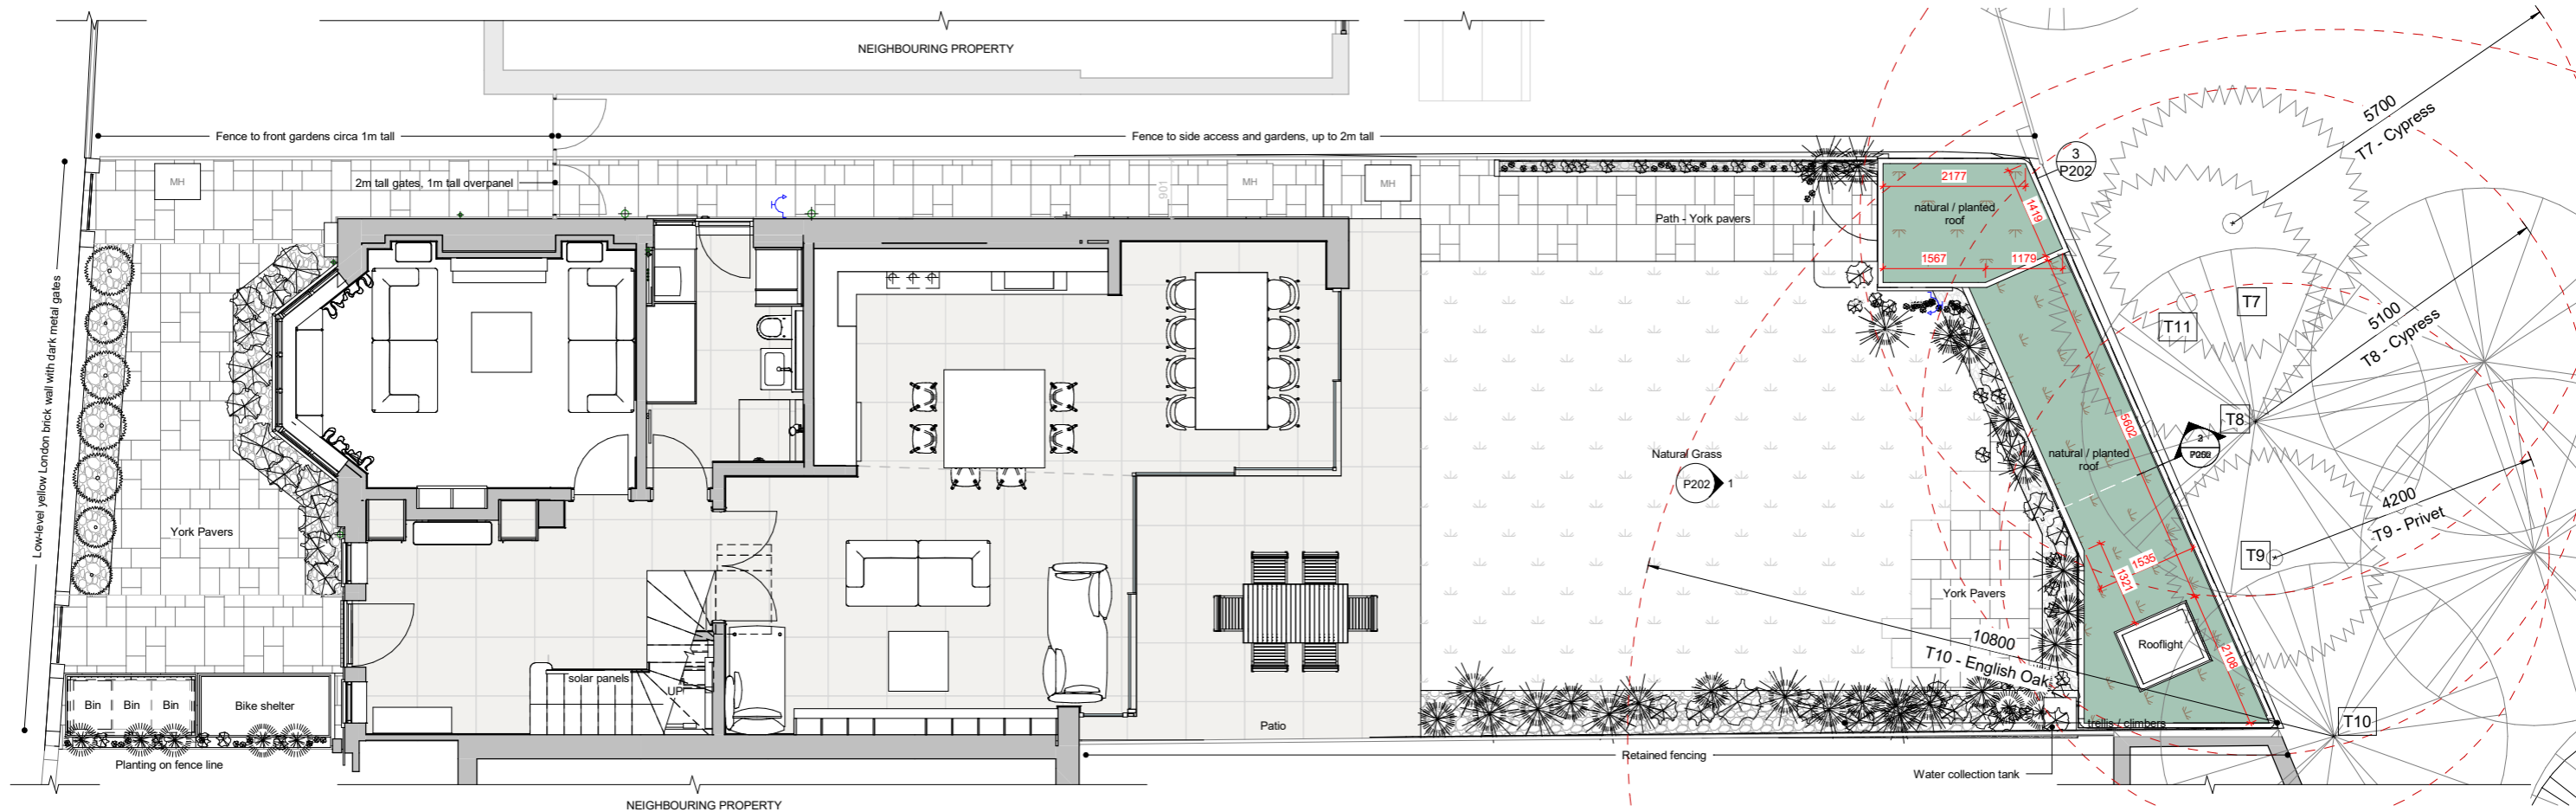 NEIGHBOURING PROPERTY
Fence to front gardens circa 1m tall
Fence to side access and gardens, up to 2m tall
5700
T7 - Cypress
3
P202
MH
2m tall gates, 1m tall overpanel
901
MH
MH
2177
natural / planted
roof
1419
Path - York pavers
1567
1179
T11
T7
5100
T8 - Cypress
Low-level yellow London brick wall with dark metal gates
T8
5602
2
natural / planted
roof
Natural Grass
P202
1
4200
T9 - Privet
York Pavers
T9
1535
1321
York Pavers
10800
T10 - English Oak
Rooflight
2108
solar panels
UP
Bin
Bin
Bin
Bike shelter
Patio
trellis / climbers
T10
Planting on fence line
Retained fencing
Water collection tank
NEIGHBOURING PROPERTY